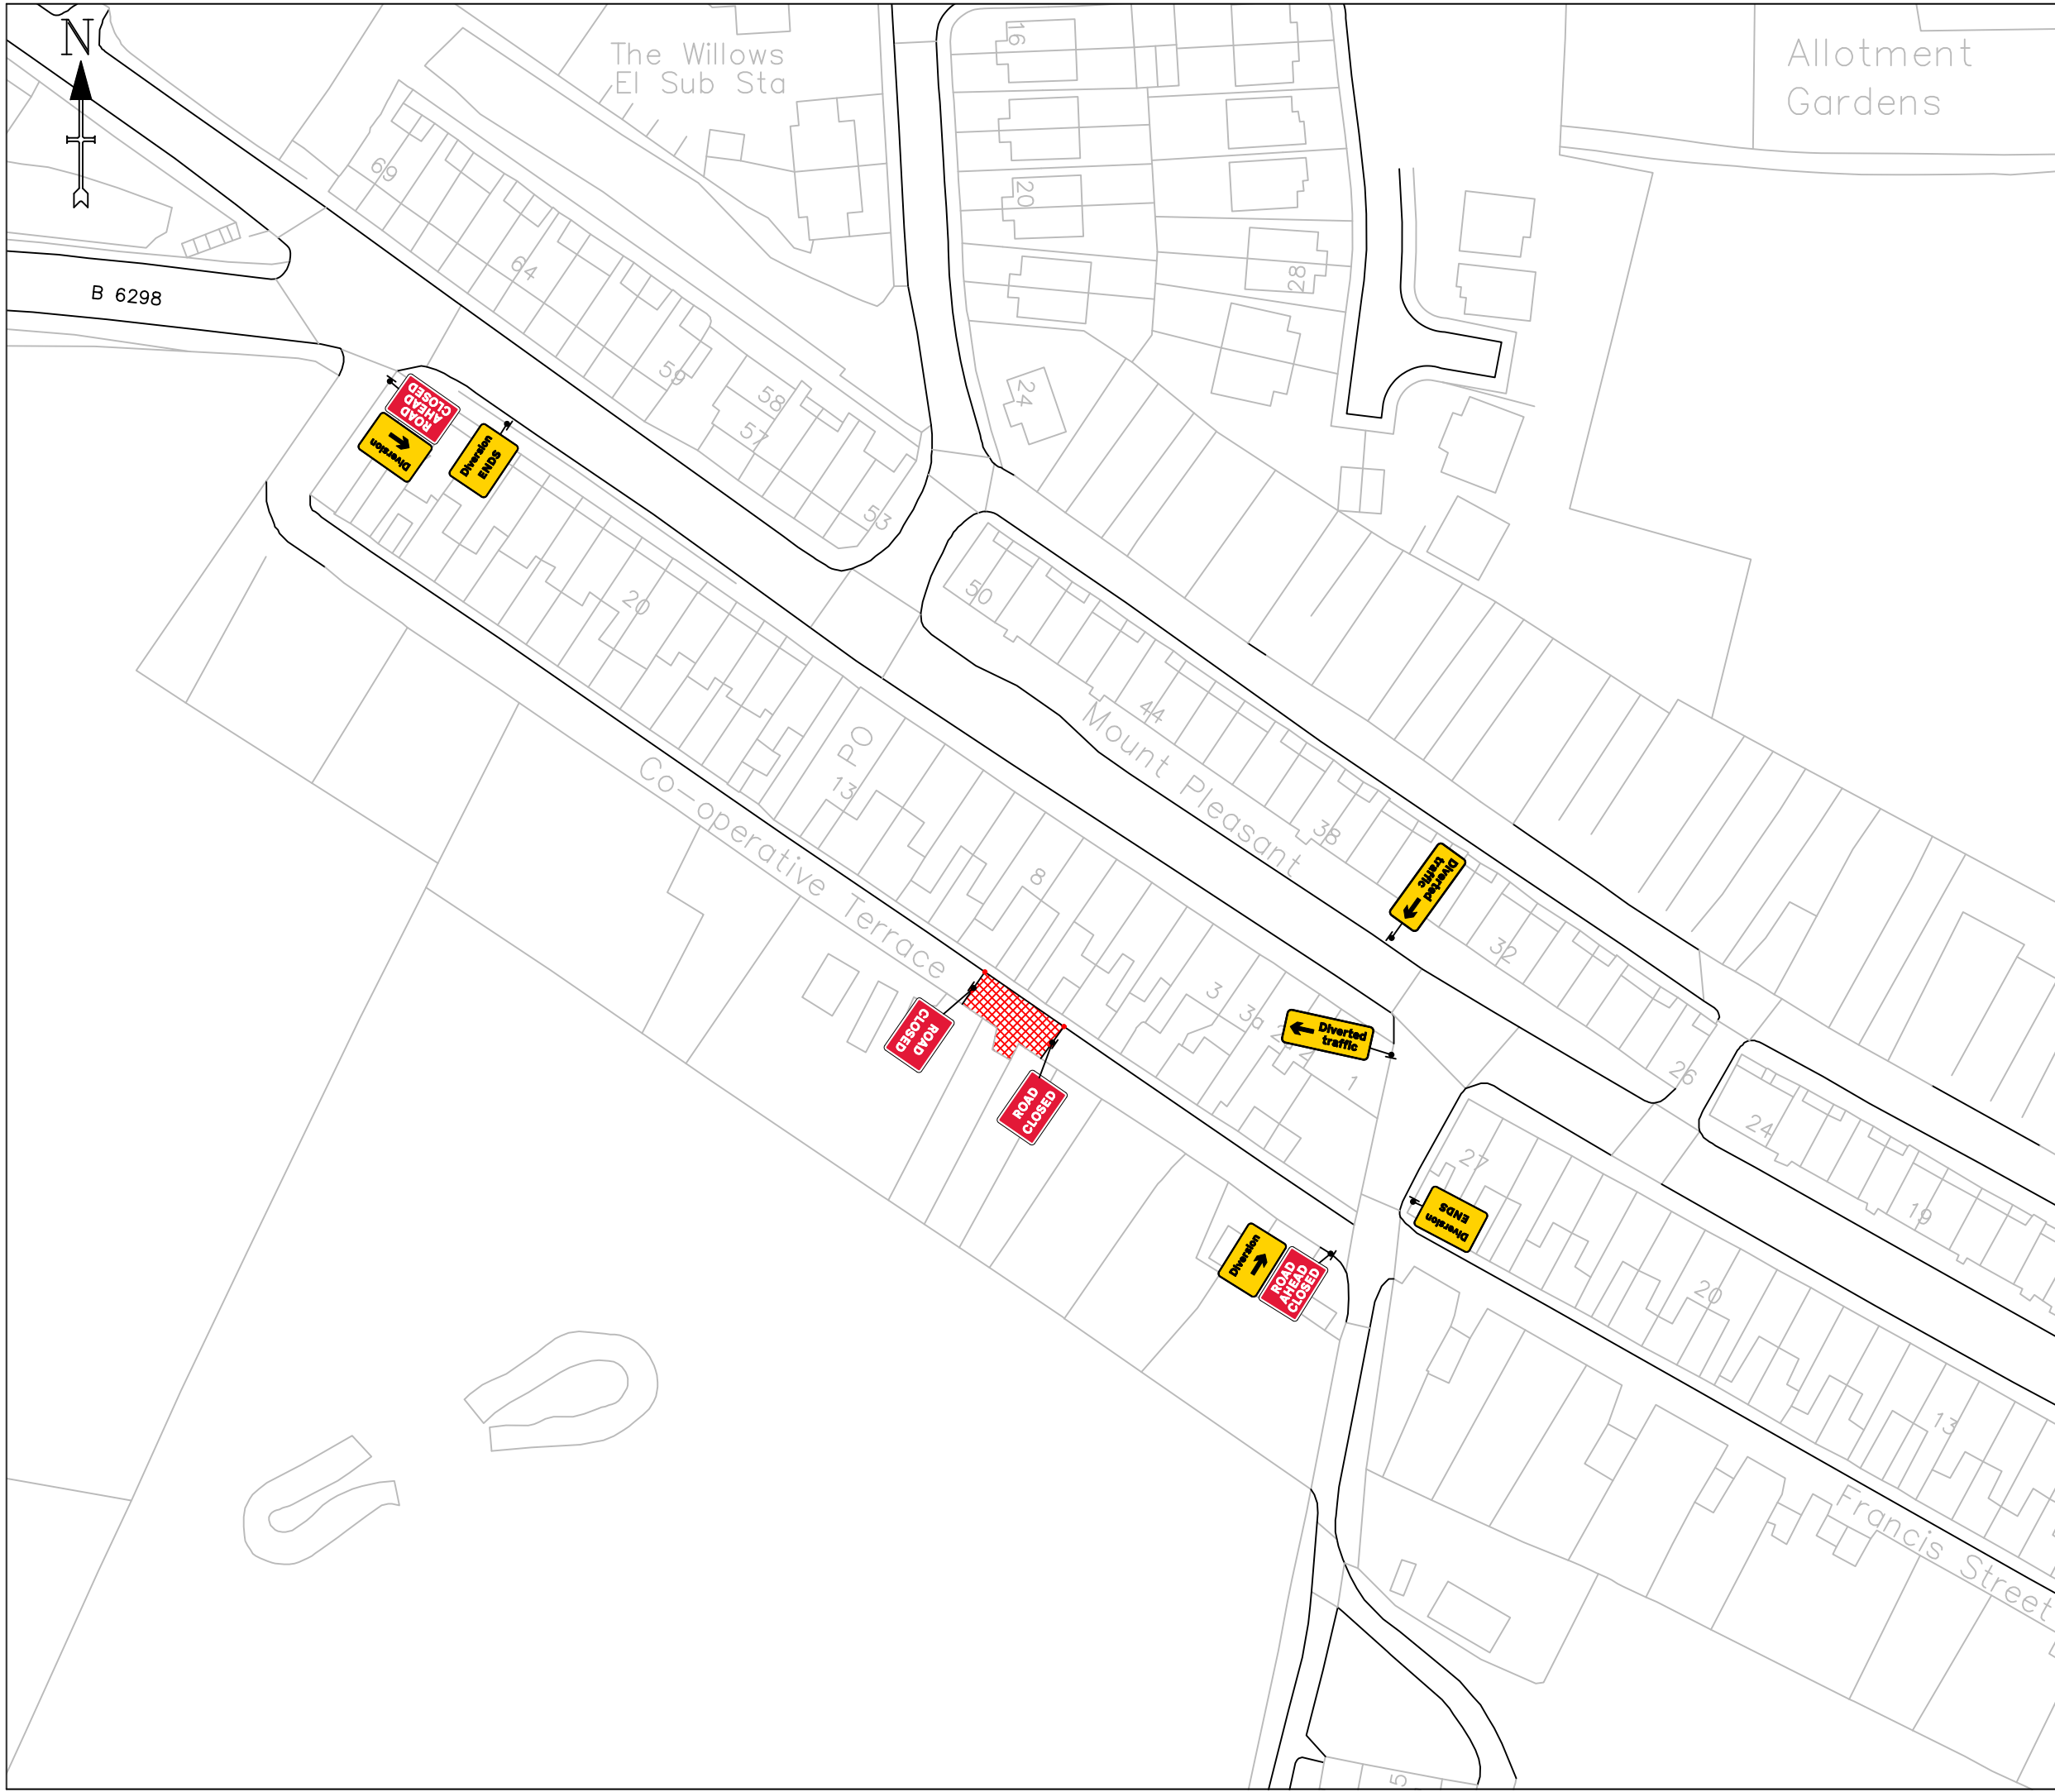 N
The Willows
El Sub Sta
16
Allotment
Gardens
69
20
64
28
B 6298
59
58
24
57
ROAD
AHEAD
CLOSED
Diversion
Diversion
ENDS
53
50
20
44
Mount Pleasant
PO
13
38
Co-operative Terrace
8
Diverted
traffic
32
3
3a
2
Diverted
traffic
1
26
ROAD
CLOSED
ROAD
CLOSED
24
27
19
Diversion
ENDS
Diversion
ROAD
AHEAD
CLOSED
20
13
Francis Street
5